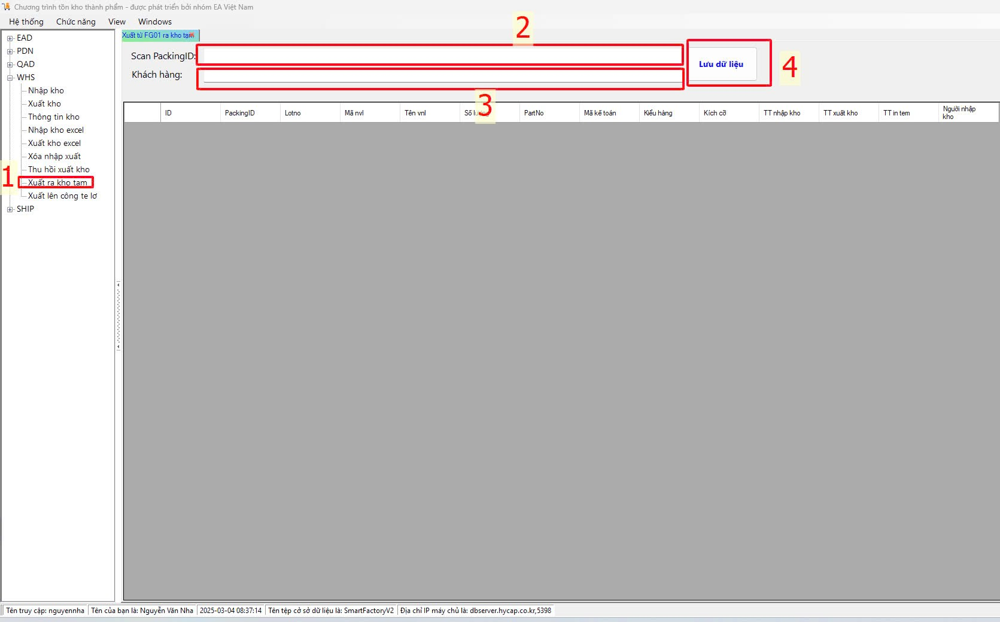 Chương trình tồn kho thành phẩm - được phát triển bởi nhóm EA Việt Nam
Hệ thống Chức năng View Windows
EAD
PDN
QAD
WHS
Nhập kho
Xuất kho
Thông tin kho
Nhập kho excel
Xuất kho excel
Xóa nhập xuất
Thu hồi xuất kho
1
Xuất ra kho tạm
Xuất lên công te lơ
SHIP
Xuất từ FG01 ra kho tạm
2
Scan PackingID:
Khách hàng:
3
Lưu dữ liệu
4
ID PackingID Lotno Mã nvl Tên vnl Số lượng PartNo Mã kế toán Kiểu hàng Kích cỡ TT nhập kho TT xuất kho TT in tem Người nhập kho
Tên truy cập: nguyennha Tên của bạn là: Nguyễn Văn Nha 2025-03-04 08:37:14 Tên tệp cở sở dữ liệu là: SmartFactoryV2 Địa chỉ IP máy chủ là: dbserver.hycap.co.kr,5398